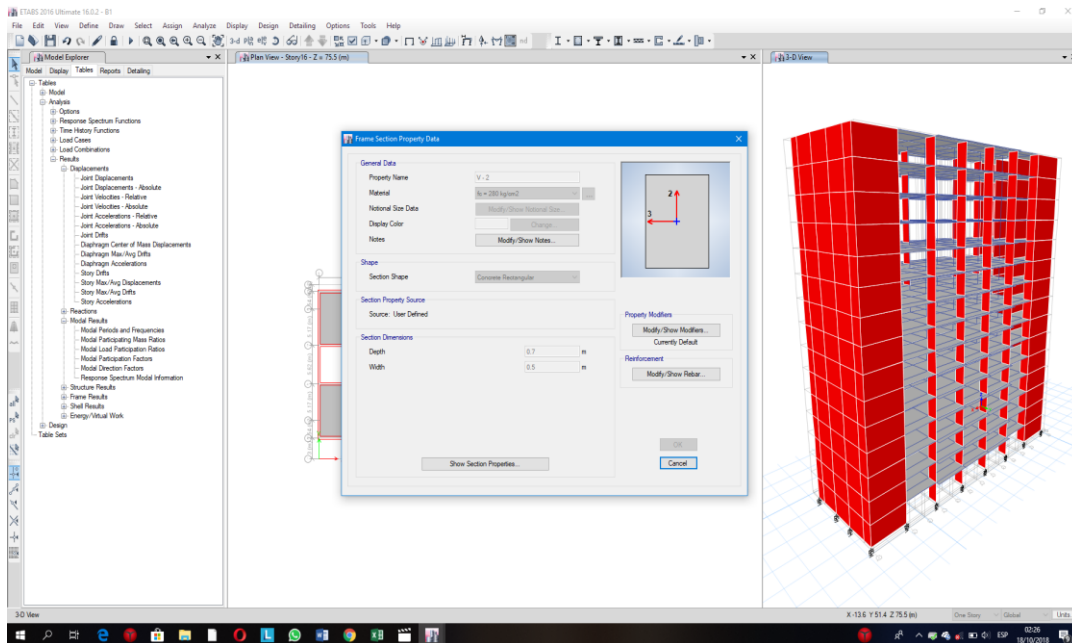 ETABS 2016 Ultimate 16.0.2 - B1
File Edit View Define Draw Select Assign Analyze Display Design Detailing Options Tools Help
Model Explorer
Plan View - Story16 - Z = 75.5 (m)
3-D View
Model Display Tables Reports Detailing
Tables
Model
Analysis
Options
Response Spectrum Functions
Time History Functions
Load Cases
Load Combinations
Results
Displacements
Joint Displacements
Joint Displacements - Absolute
Joint Velocities - Relative
Joint Velocities - Absolute
Joint Accelerations - Relative
Joint Accelerations - Absolute
Joint Drifts
Diaphragm Center of Mass Displacements
Diaphragm Max/Avg Drifts
Diaphragm Accelerations
Story Drifts
Story Max/Avg Displacements
Story Max/Avg Drifts
Story Accelerations
Reactions
Modal Results
Modal Periods and Frequencies
Modal Participating Mass Ratios
Modal Load Participation Ratios
Modal Participation Factors
Modal Direction Factors
Response Spectrum Modal Information
Structure Results
Frame Results
Shell Results
Energy/Virtual Work
Design
Table Sets
Frame Section Property Data
General Data
Property Name V - 2
Material fc = 280 kg/cm2 ...
Notional Size Data Modify/Show Notional Size...
Display Color Change...
Notes Modify/Show Notes...
2
3
Shape
Section Shape Concrete Rectangular
Section Property Source
Source: User Defined
Section Dimensions
Depth 0.7 m
Width 0.5 m
Property Modifiers
Modify/Show Modifiers...
Currently Default
Reinforcement
Modify/Show Rebar...
Show Section Properties...
OK
Cancel
3-D View
X -13.6 Y 51.4 Z 75.5 (m) One Story Global Units
ESP
02:26
18/10/2018